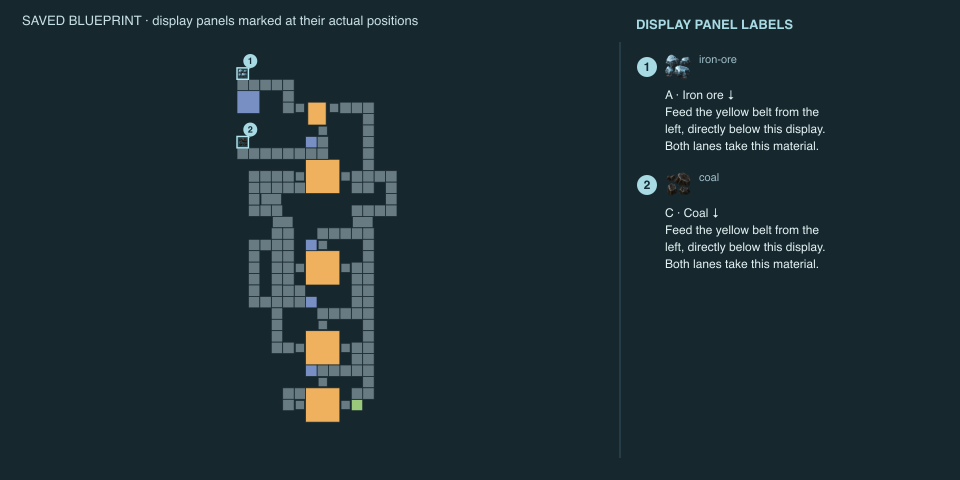 SAVED BLUEPRINT · display panels marked at their actual positions
1
2
DISPLAY PANEL LABELS
1 iron-ore
A · Iron ore ↓
Feed the yellow belt from the
left, directly below this display.
Both lanes take this material.
2 coal
C · Coal ↓
Feed the yellow belt from the
left, directly below this display.
Both lanes take this material.